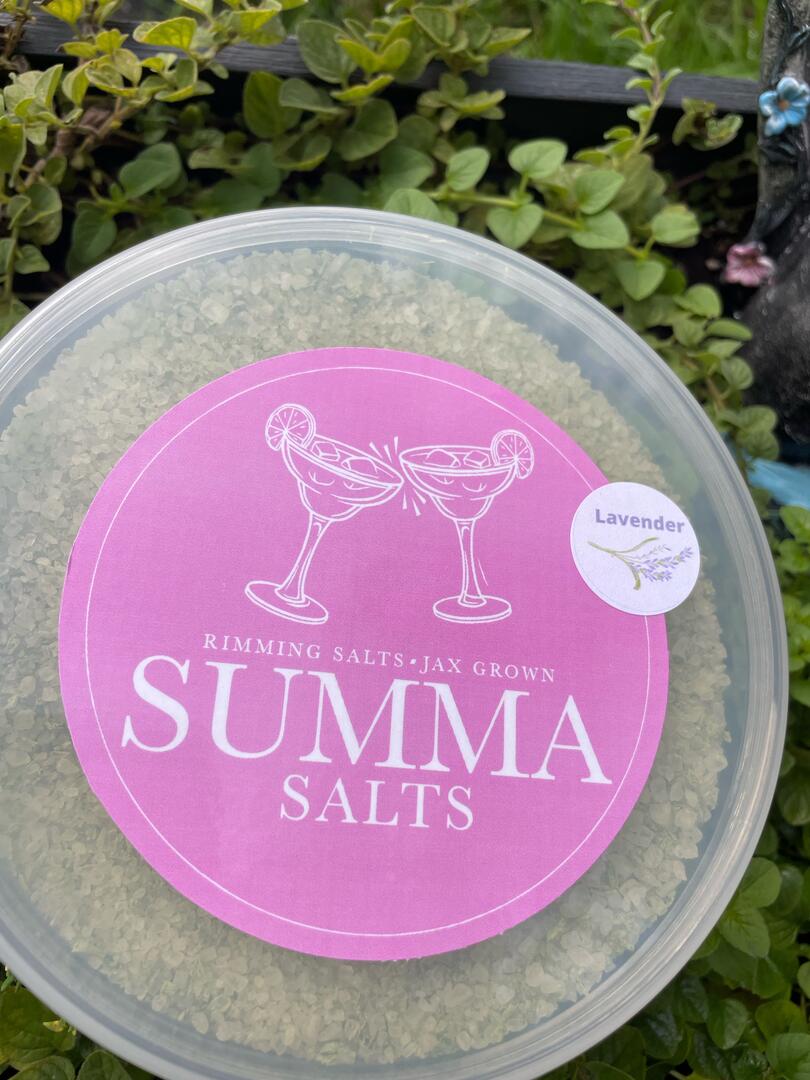 Lavender
RIMMING SALTS•JAX GROWN
SUMMA
SALTS